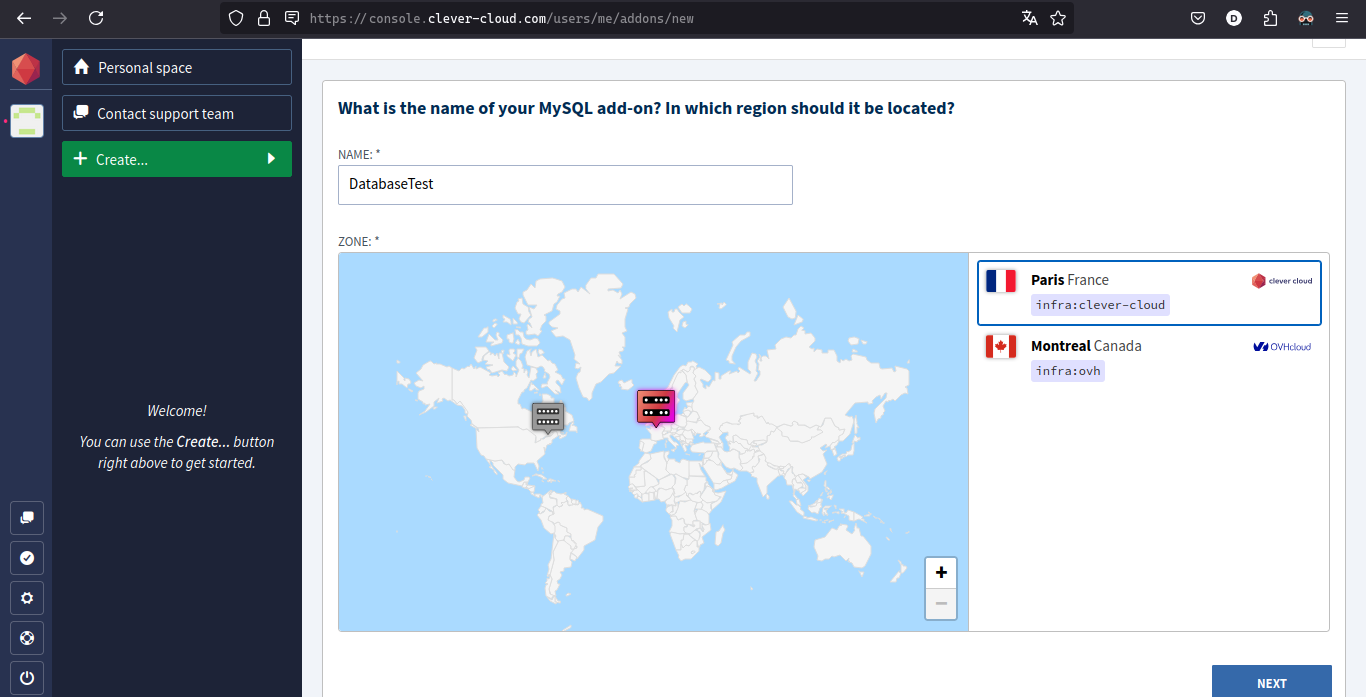 https://console.clever-cloud.com/users/me/addons/new
D
Personal space
Contact support team
Create...
Welcome!
You can use the Create... button
right above to get started.
What is the name of your MySQL add-on? In which region should it be located?
NAME: *
DatabaseTest
ZONE: *
Paris France
clever cloud
infra:clever-cloud
Montreal Canada
OVHcloud
infra:ovh
+
−
NEXT